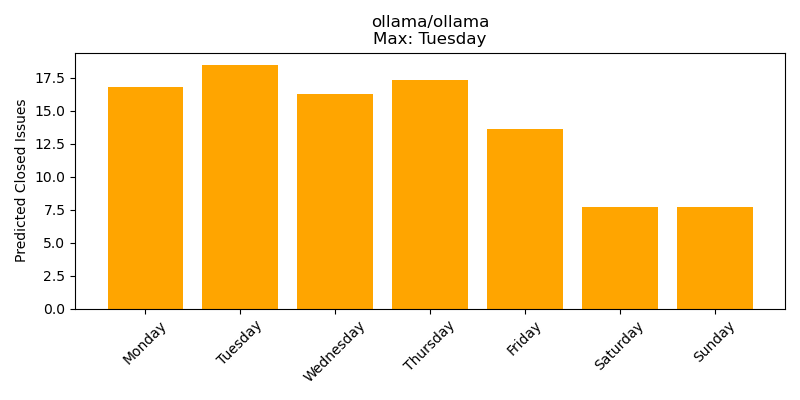 ollama/ollama
Max: Tuesday
Predicted Closed Issues
17.5
15.0
12.5
10.0
7.5
5.0
2.5
0.0
Monday
Tuesday
Wednesday
Thursday
Friday
Saturday
Sunday